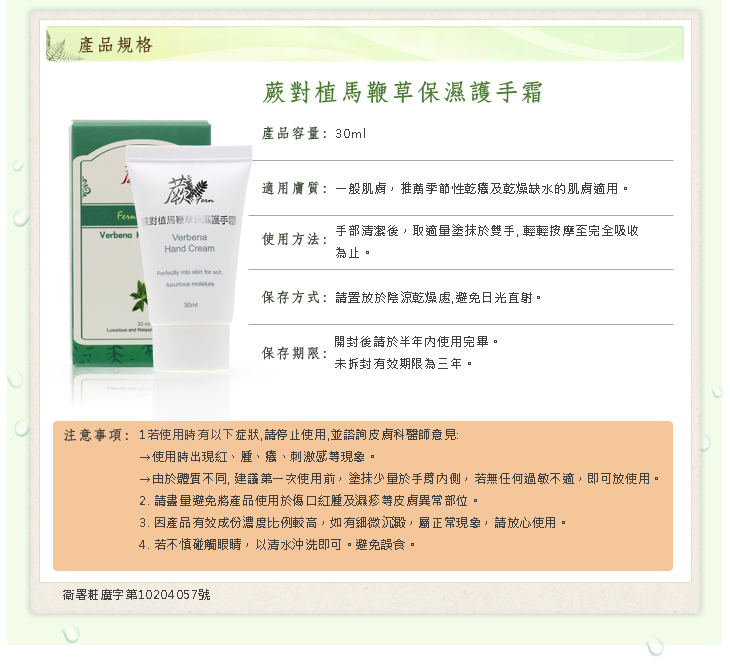 產品規格
蕨對植馬鞭草保濕護手霜
產品容量: 30ml
適用膚質: 一般肌膚，推薦季節性乾癢及乾燥缺水的肌膚適用。
使用方法: 手部清潔後，取適量塗抹於雙手, 輕輕按摩至完全吸收
為止。
保存方式: 請置放於陰涼乾燥處,避免日光直射。
保存期限: 開封後請於半年內使用完畢。
未拆封有效期限為三年。
蕨
Fern
蕨對植馬鞭草保濕護手霜
Verbena
Hand Cream
Perfectly into skin for soft,
luxurious moisture
30ml
Fern
Verbena
30 m
Luxurious and Relaxi
注意事項: 1若使用時有以下症狀,請停止使用,並諮詢皮膚科醫師意見:
→使用時出現紅、腫、癢、刺激感等現象。
→由於體質不同, 建議第一次使用前，塗抹少量於手臂內側，若無任何過敏不適，即可放使用。
2. 請盡量避免將產品使用於傷口紅腫及濕疹等皮膚異常部位。
3. 因產品有效成份濃度比例較高，如有細微沉澱，屬正常現象，請放心使用。
4. 若不慎碰觸眼睛，以清水沖洗即可。避免誤食。
衛署粧廣字第10204057號